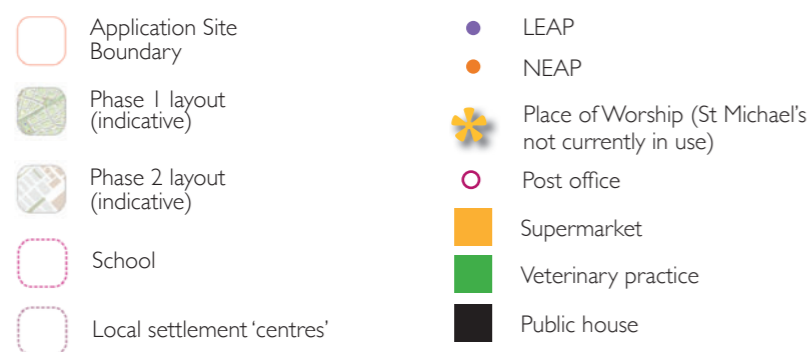 Application Site
Boundary
Phase 1 layout
(indicative)
Phase 2 layout
(indicative)
School
Local settlement ‘centres’
LEAP
NEAP
Place of Worship (St Michael’s
not currently in use)
Post office
Supermarket
Veterinary practice
Public house